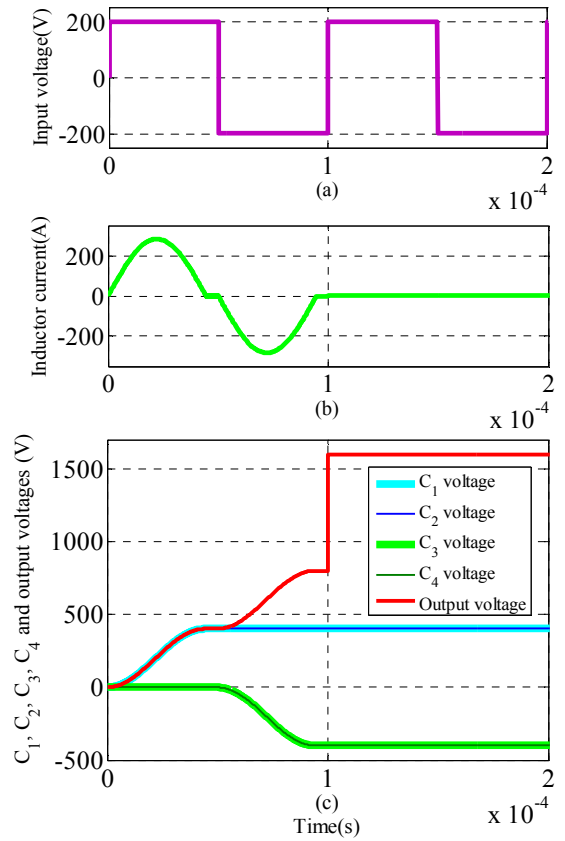 Input voltage(V)
200
0
-200
0
1
2
x 10⁻⁴
(a)
Inductor current(A)
200
0
-200
0
1
2
x 10⁻⁴
(b)
C₁, C₂, C₃, C₄ and output voltages (V)
1500
1000
500
0
-500
C₁ voltage
C₂ voltage
C₃ voltage
C₄ voltage
Output voltage
0
1
2
x 10⁻⁴
(c)
Time(s)